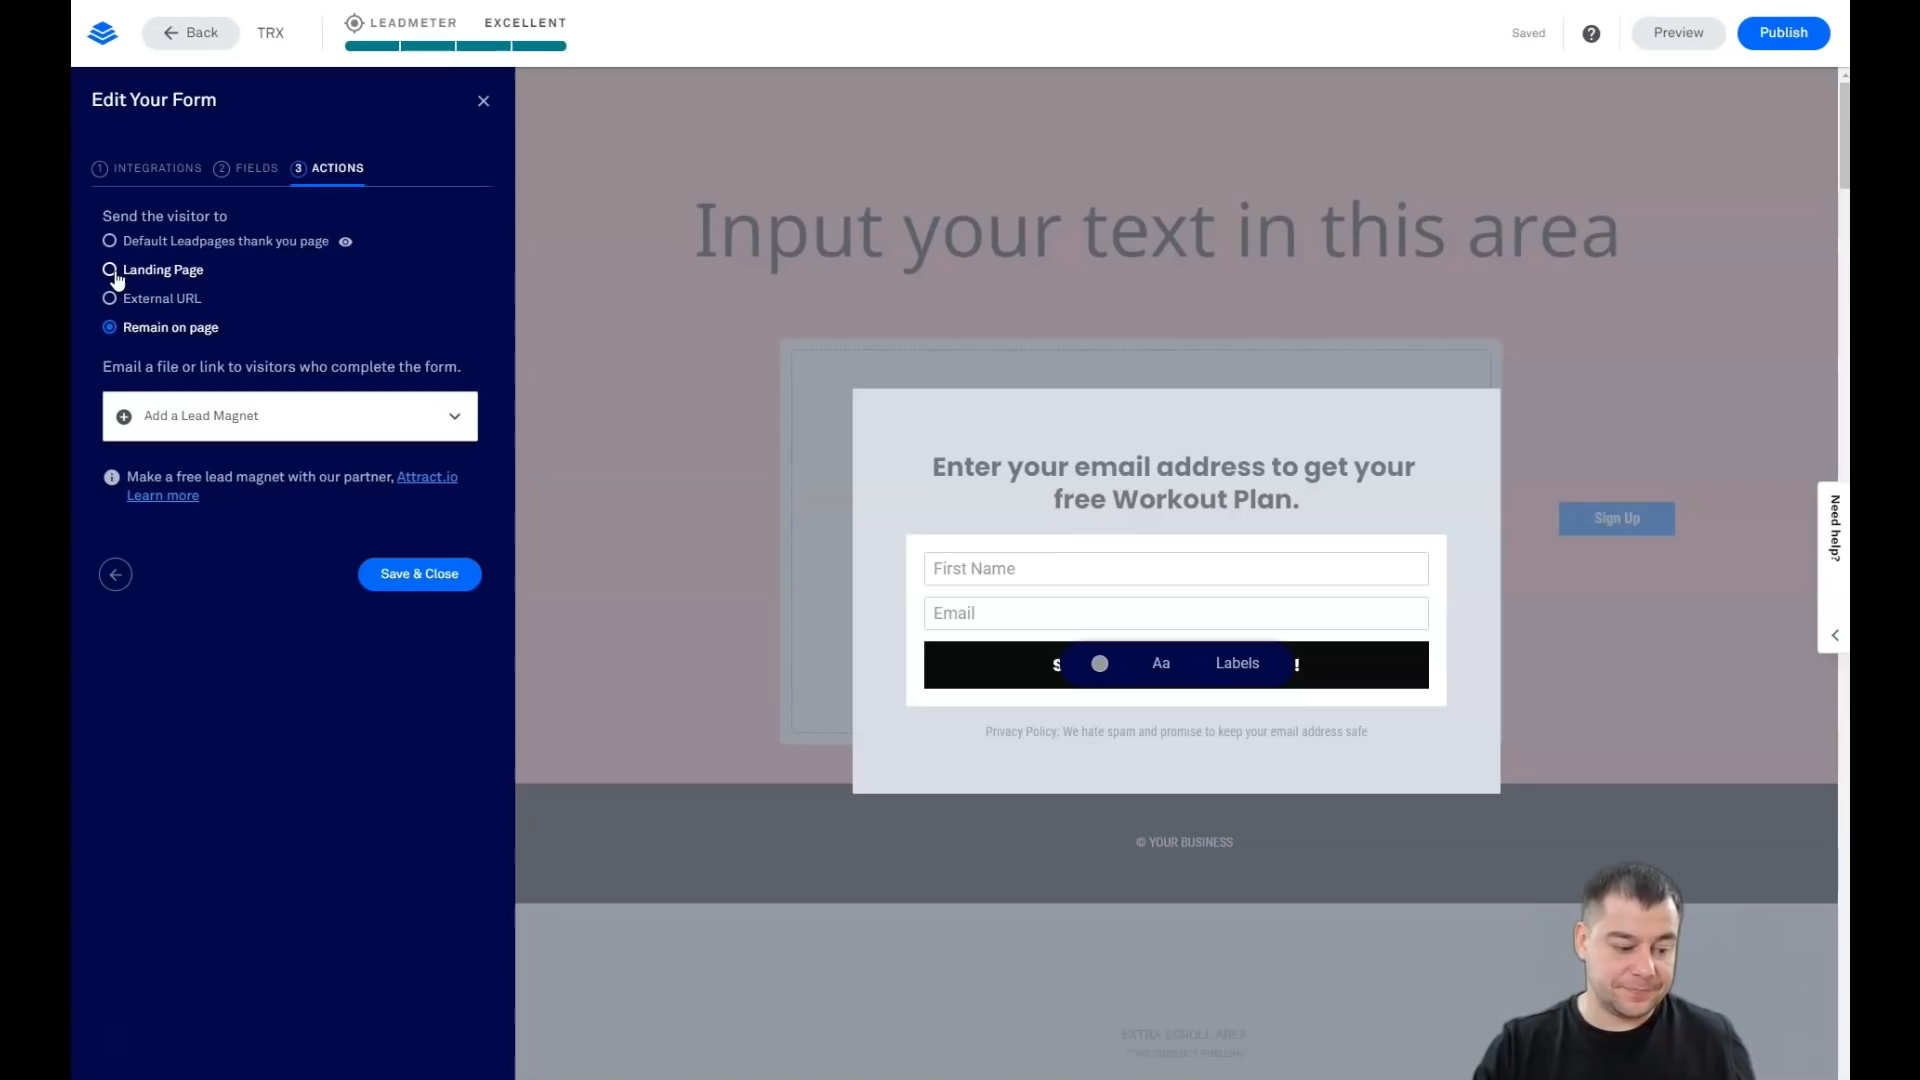 Back
TRX
LEADMETER EXCELLENT
Saved
Preview
Publish
Edit Your Form
1 INTEGRATIONS 2 FIELDS 3 ACTIONS
Send the visitor to
Default Leadpages thank you page
Landing Page
External URL
Remain on page
Email a file or link to visitors who complete the form.
Add a Lead Magnet
Make a free lead magnet with our partner, Attract.io
Learn more
Save & Close
Input your text in this area
Enter your email address to get your
free Workout Plan.
Sign Up
First Name
Email
Aa Labels !
Privacy Policy: We hate spam and promise to keep your email address safe
© YOUR BUSINESS
EXTRA SCROLL AREA
Need help?